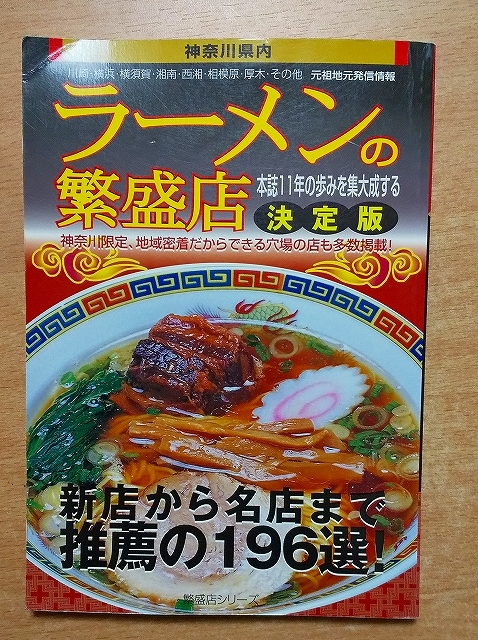 神奈川県内
川崎・横浜・横須賀・湘南・西湘・相模原・厚木・その他 元祖地元発信情報
ラーメンの
繁盛店
本誌11年の歩みを集大成する
決定版
神奈川限定、地域密着だからできる穴場の店も多数掲載!
新店から名店まで
推薦の196選!
繁盛店シリーズ